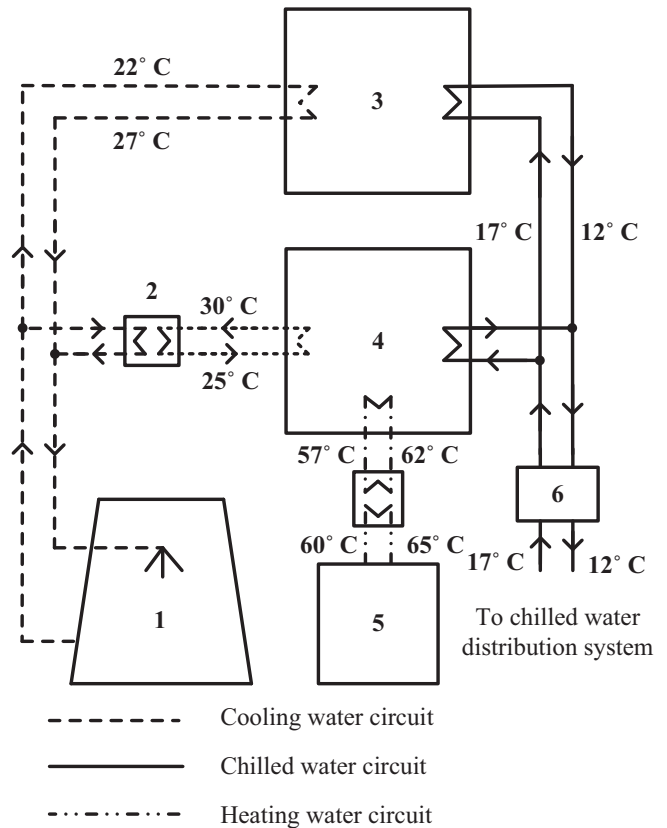 22° C
3
27° C
17° C
12° C
2
30° C
4
25° C
57° C
62° C
6
60° C
65° C
17° C
12° C
1
5
To chilled water
distribution system
Cooling water circuit
Chilled water circuit
Heating water circuit